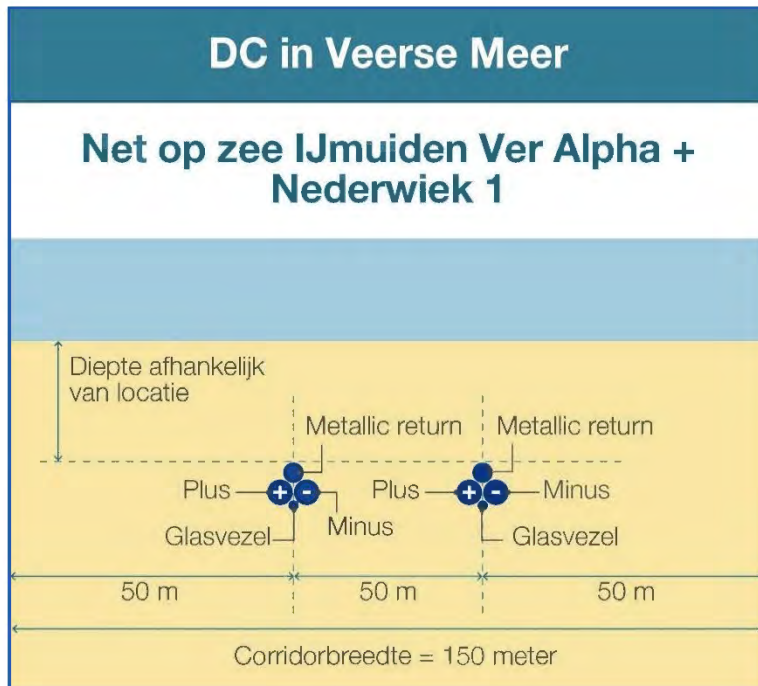 DC in Veerse Meer
Net op zee IJmuiden Ver Alpha +
Nederwiek 1
Diepte afhankelijk
van locatie
Metallic return
Metallic return
Plus
+
-
Plus
+
-
Minus
Minus
Glasvezel
Glasvezel
50 m
50 m
50 m
Corridorbreedte = 150 meter